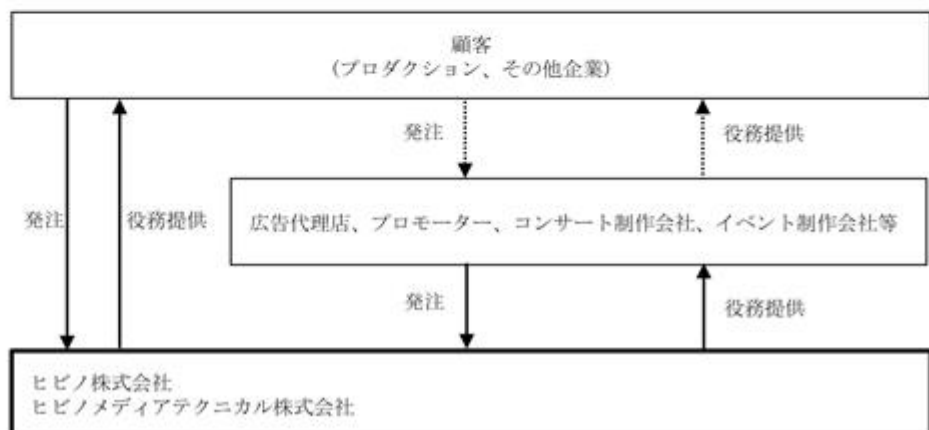 顧客
(プロダクション、その他企業)
発注
役務提供
発注
役務提供
広告代理店、プロモーター、コンサート制作会社、イベント制作会社等
発注
役務提供
ヒビノ株式会社
ヒビノメディアテクニカル株式会社